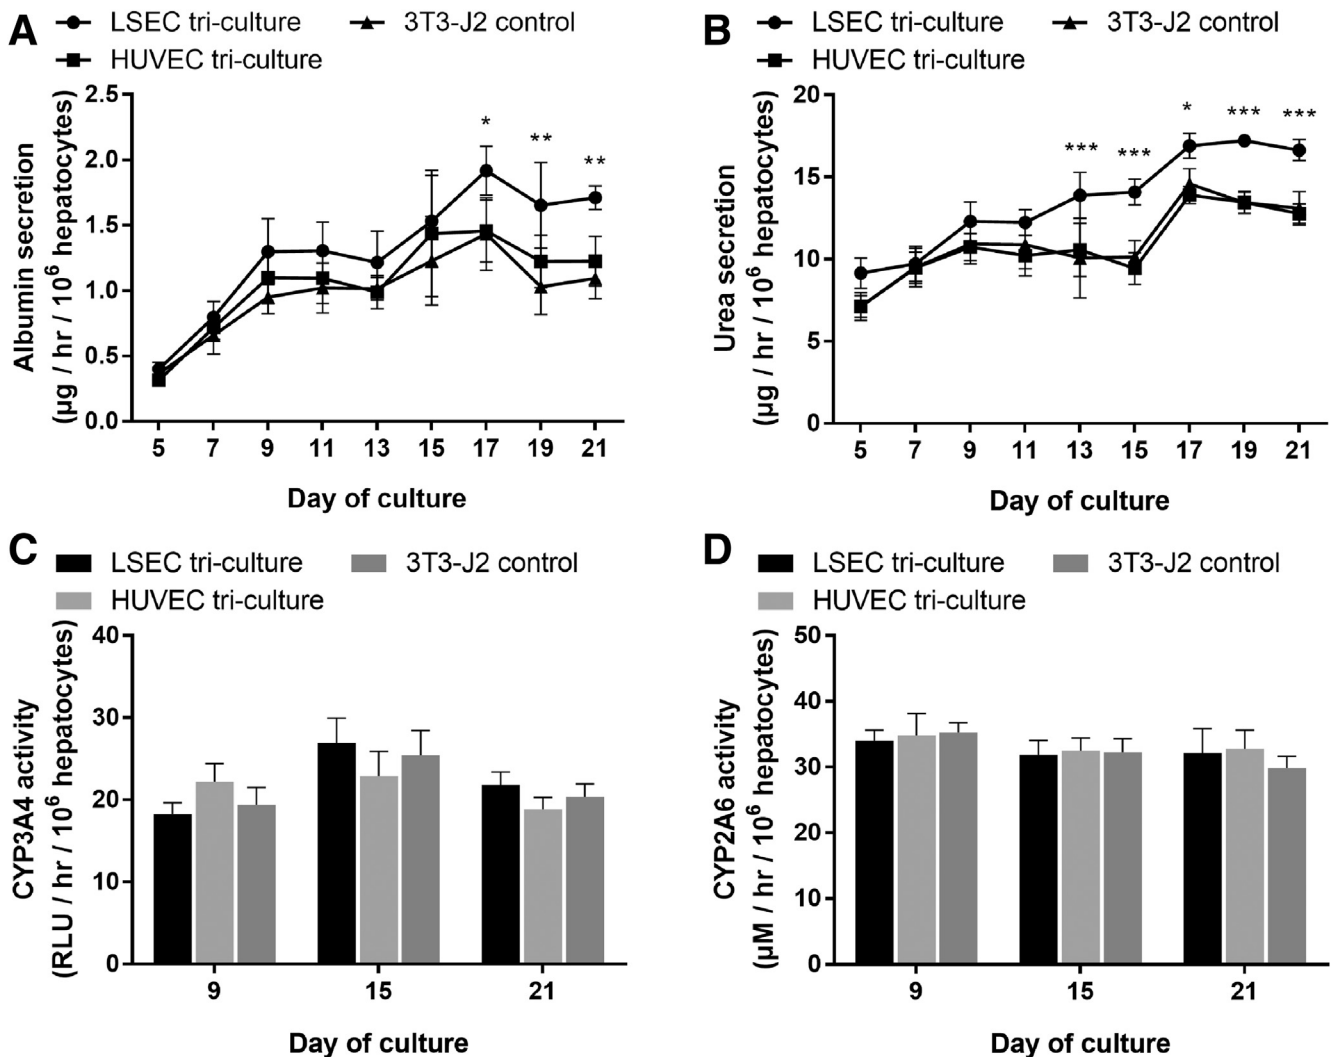 A
LSEC tri-culture 3T3-J2 control
HUVEC tri-culture
Albumin secretion
(µg / hr / 10⁶ hepatocytes)
2.5
2.0
1.5
1.0
0.5
0.0
* ** **
5 7 9 11 13 15 17 19 21
Day of culture
B
LSEC tri-culture 3T3-J2 control
HUVEC tri-culture
Urea secretion
(µg / hr / 10⁶ hepatocytes)
20
15
10
5
0
*** *** * *** ***
5 7 9 11 13 15 17 19 21
Day of culture
C
LSEC tri-culture 3T3-J2 control
HUVEC tri-culture
CYP3A4 activity
(RLU / hr / 10⁶ hepatocytes)
40
30
20
10
0
9 15 21
Day of culture
D
LSEC tri-culture 3T3-J2 control
HUVEC tri-culture
CYP2A6 activity
(µM / hr / 10⁶ hepatocytes)
50
40
30
20
10
0
9 15 21
Day of culture